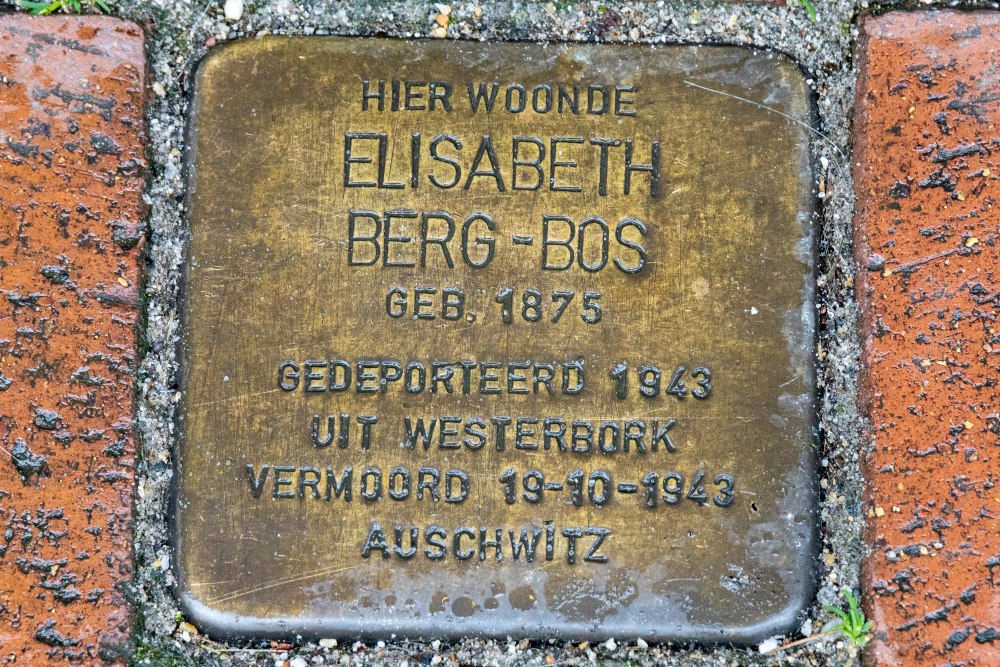 HIER WOONDE
ELISABETH
BERG-BOS
GEB. 1875
GEDEPORTEERD 1943
UIT WESTERBORK
VERMOORD 19-10-1943
AUSCHWITZ